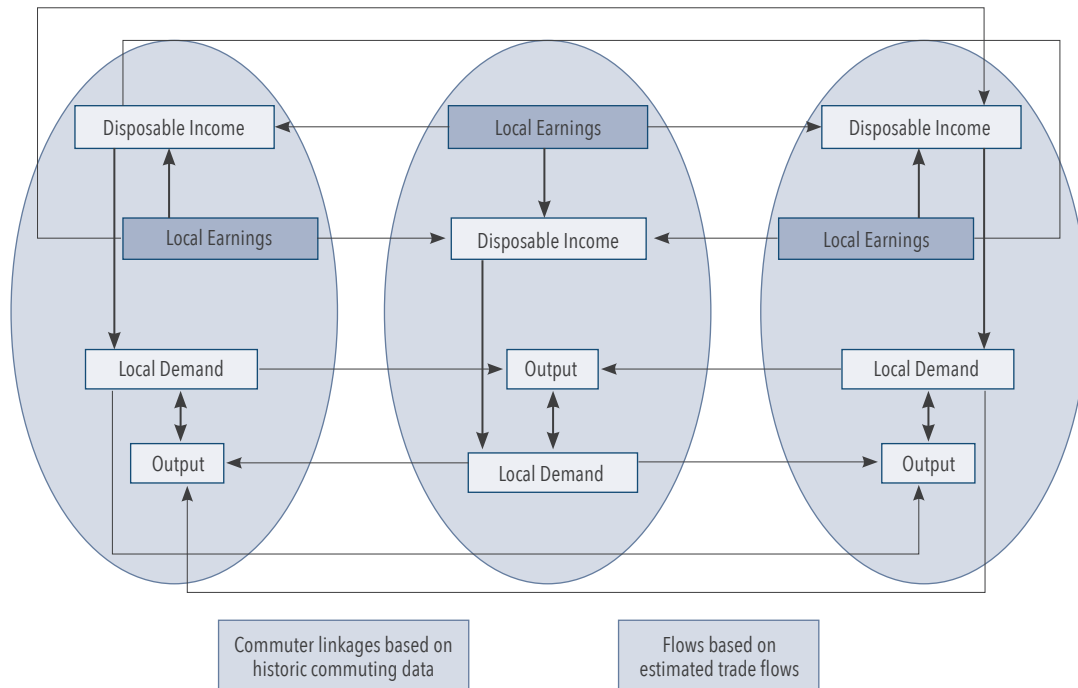 Disposable Income
Local Earnings
Disposable Income
Local Earnings
Disposable Income
Local Earnings
Local Demand
Output
Local Demand
Output
Local Demand
Output
Commuter linkages based on
historic commuting data
Flows based on
estimated trade flows